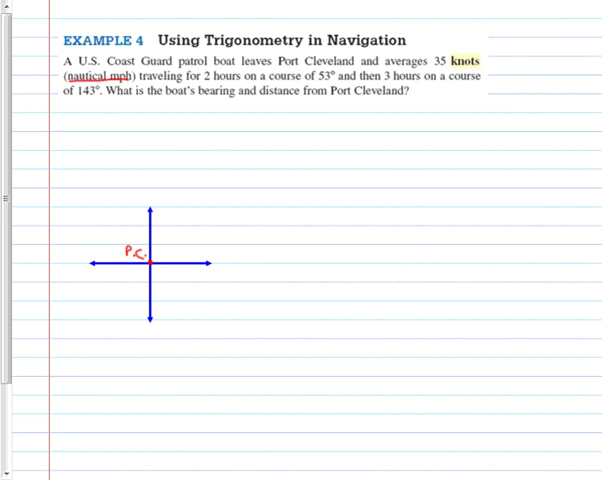 EXAMPLE 4 Using Trigonometry in Navigation
A U.S. Coast Guard patrol boat leaves Port Cleveland and averages 35 knots
(nautical mph) traveling for 2 hours on a course of 53° and then 3 hours on a course
of 143°. What is the boat's bearing and distance from Port Cleveland?
P.C.